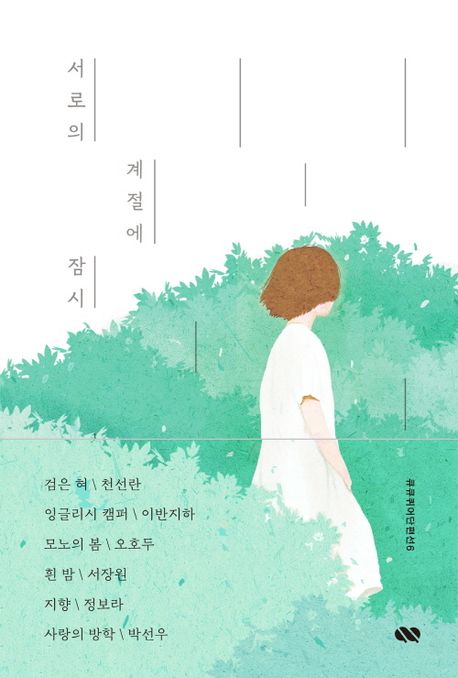 서로의
계절에
잠시
검은 혀 \ 천선란
잉글리시 캠퍼 \ 이반지하
모노의 봄 \ 오호두
흰 밤 \ 서장원
지향 \ 정보라
사랑의 방학 \ 박선우
큐큐퀴어단편선6